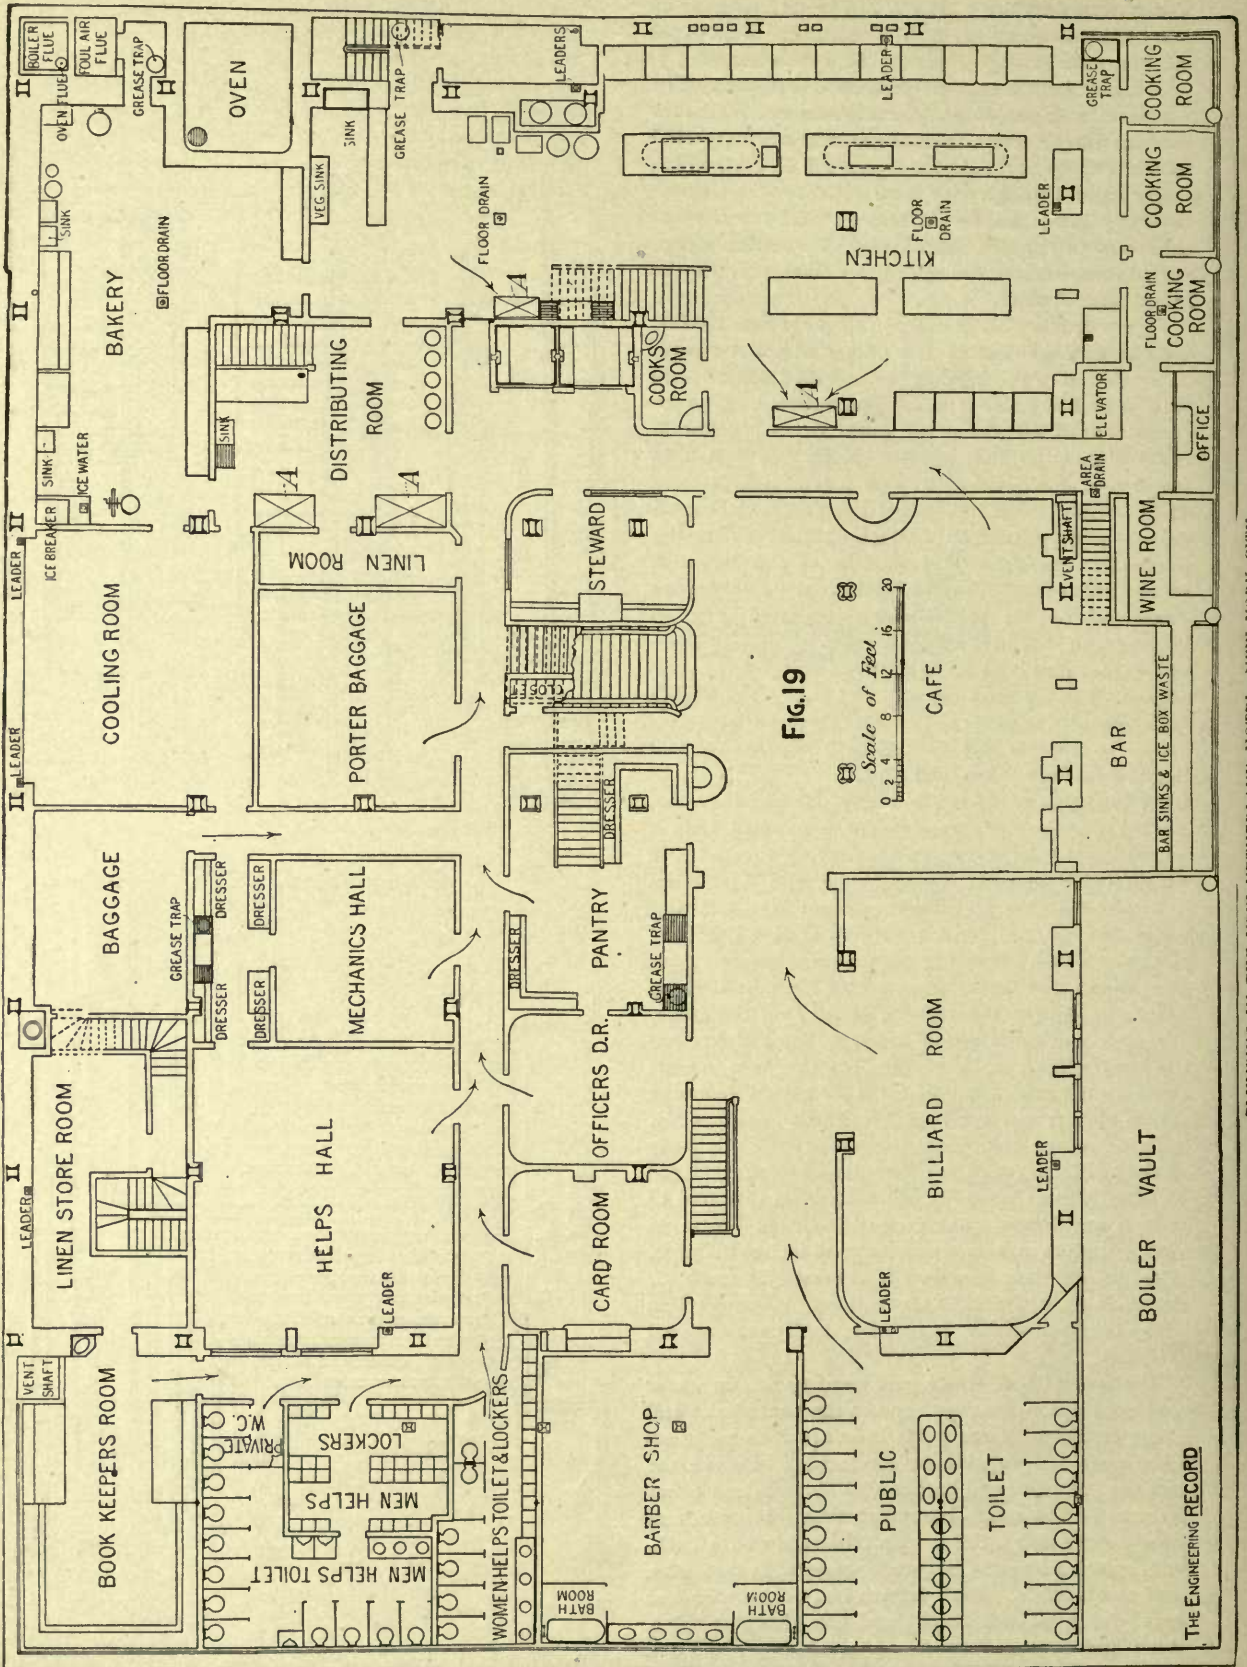 BOILER
FLUE
FOUL AIR
FLUE
OVEN FLUE
GREASE TRAP
OVEN
SINK
VEG SINK
GREASE TRAP
LEADERS
LEADER
GREASE
TRAP
COOKING
ROOM
COOKING
ROOM
SINK
FLOOR DRAIN
BAKERY
FLOOR DRAIN
FLOOR
DRAIN
LEADER
KITCHEN
FLOOR DRAIN
COOKING
ROOM
A
COOKS
ROOM
A
ELEVATOR
OFFICE
SINK
ICE WATER
ICE BREAKER
SINK
DISTRIBUTING
ROOM
A
A
LEADER
LINEN ROOM
STEWARD
AREA
DRAIN
VENT SHAFT
WINE ROOM
COOLING ROOM
PORTER BAGGAGE
CLOSET
FIG. 19
Scale of Feet
0 2 4 8 12 16 20
CAFE
BAR
BAR SINKS & ICE BOX WASTE
LEADER
BAGGAGE
GREASE TRAP
DRESSER
DRESSER
DRESSER
DRESSER
MECHANICS HALL
DRESSER
DRESSER
PANTRY
GREASE TRAP
LINEN STORE ROOM
LEADER
HELPS HALL
LEADER
OFFICERS D.R.
CARD ROOM
BILLIARD ROOM
LEADER
LEADER
BOILER VAULT
VENT
SHAFT
BOOK KEEPERS ROOM
PRIVATE
W.C.
LOCKERS
MEN HELPS
MEN HELPS TOILET
WOMEN HELPS TOILET & LOCKERS
BARBER SHOP
BATH
ROOM
BATH
ROOM
PUBLIC
TOILET
THE ENGINEERING RECORD